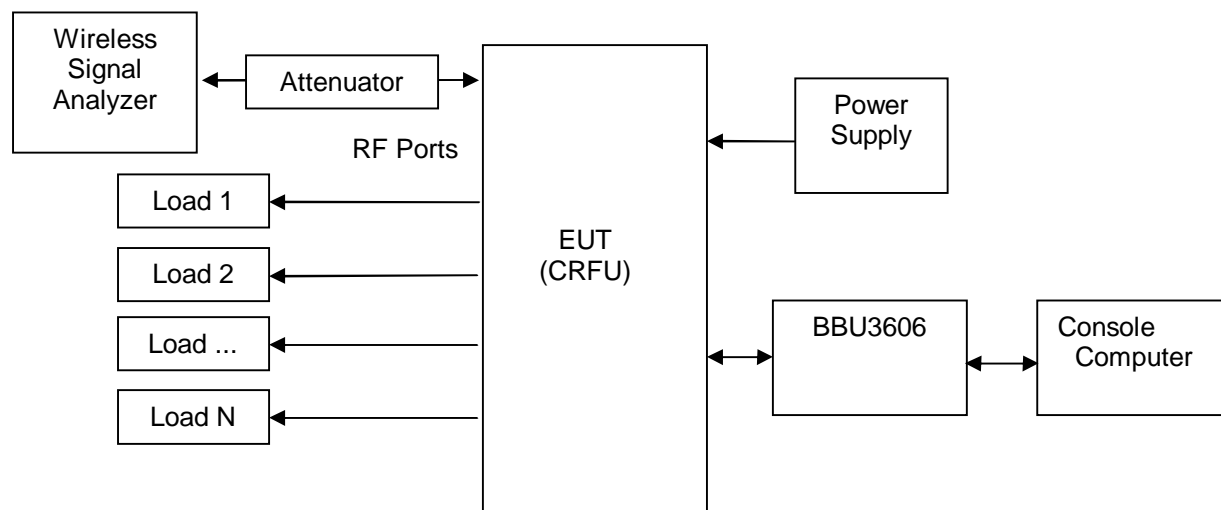 Wireless
Signal
Analyzer
Attenuator
RF Ports
Load 1
Load 2
Load ...
Load N
EUT
(CRFU)
Power
Supply
BBU3606
Console
Computer